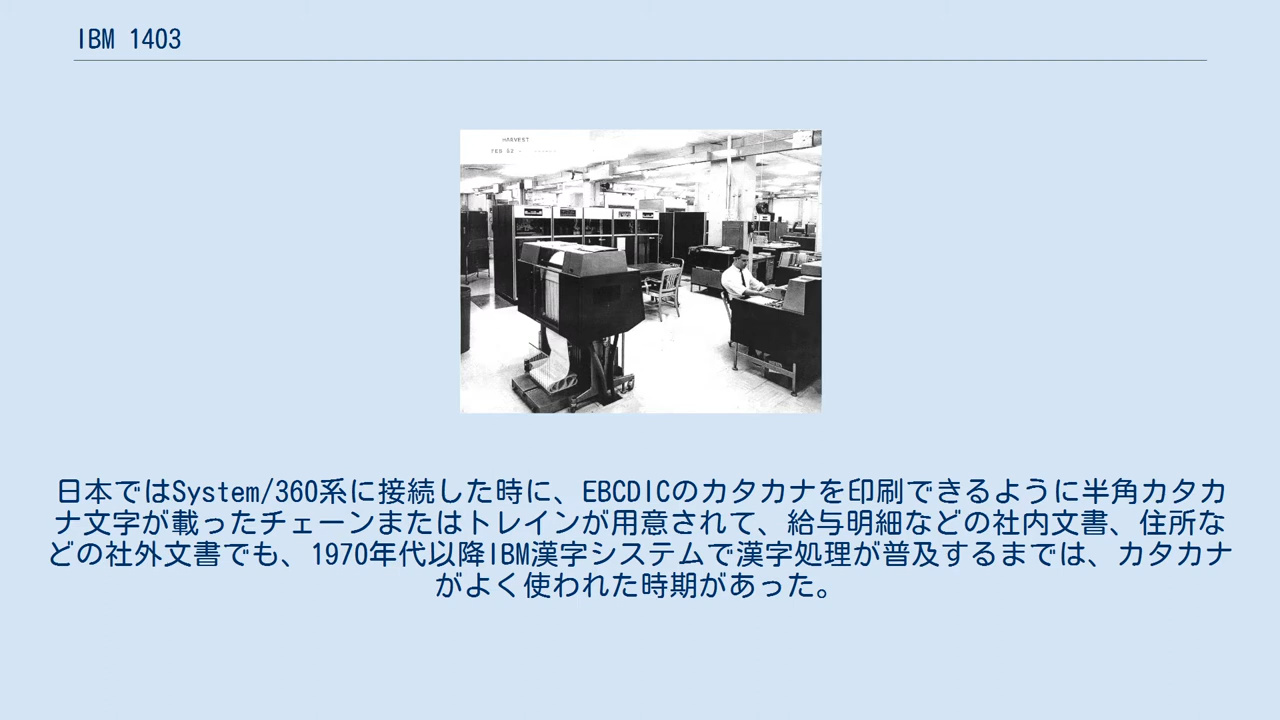 IBM 1403
HARVEST
FEB 62 -
日本ではSystem/360系に接続した時に、EBCDICのカタカナを印刷できるように半角カタカ
ナ文字が載ったチェーンまたはトレインが用意されて、給与明細などの社内文書、住所な
どの社外文書でも、1970年代以降IBM漢字システムで漢字処理が普及するまでは、カタカナ
がよく使われた時期があった。